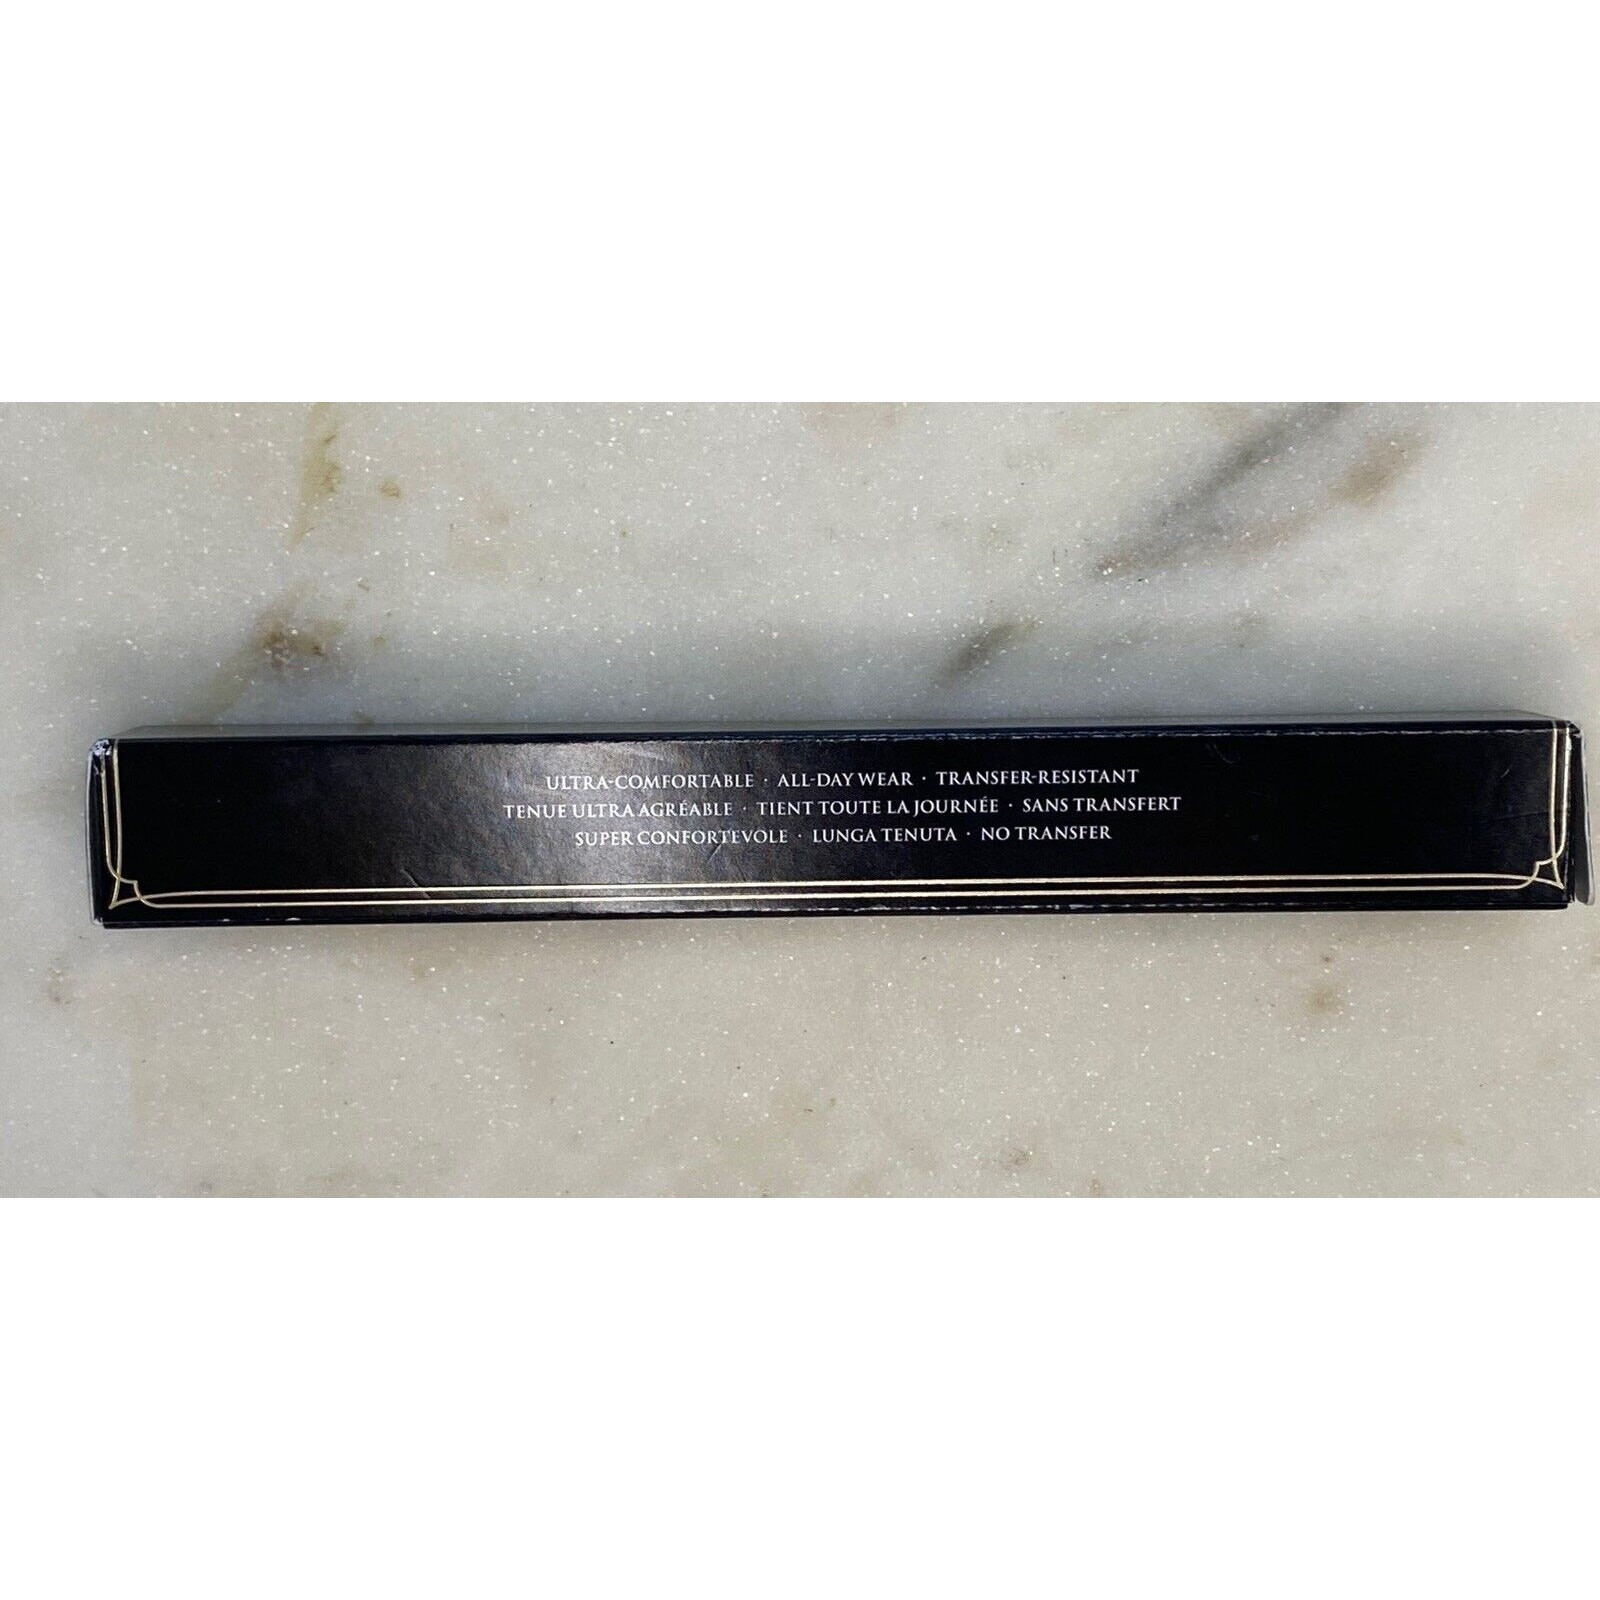 ULTRA-COMFORTABLE · ALL-DAY WEAR · TRANSFER-RESISTANT
TENUE ULTRA AGRÉABLE · TIENT TOUTE LA JOURNÉE · SANS TRANSFERT
SUPER CONFORTEVOLE · LUNGA TENUTA · NO TRANSFER